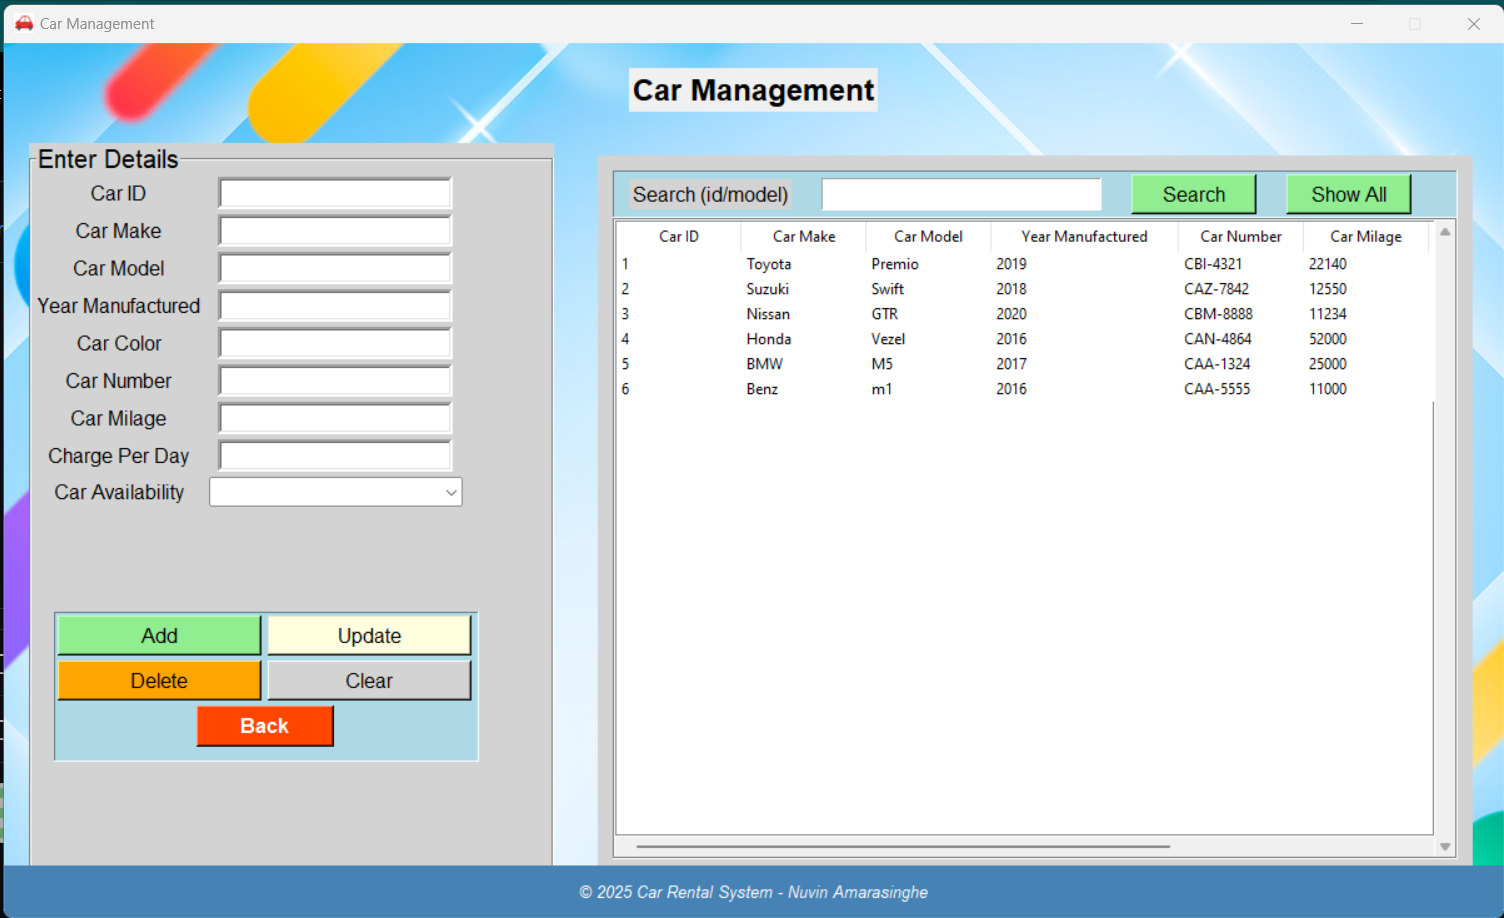 Car Management
Car Management
Enter Details
Car ID
Car Make
Car Model
Year Manufactured
Car Color
Car Number
Car Milage
Charge Per Day
Car Availability
Add Update
Delete Clear
Back
Search (id/model) Search Show All
Car ID Car Make Car Model Year Manufactured Car Number Car Milage
1 Toyota Premio 2019 CBI-4321 22140
2 Suzuki Swift 2018 CAZ-7842 12550
3 Nissan GTR 2020 CBM-8888 11234
4 Honda Vezel 2016 CAN-4864 52000
5 BMW M5 2017 CAA-1324 25000
6 Benz m1 2016 CAA-5555 11000
© 2025 Car Rental System - Nuvin Amarasinghe